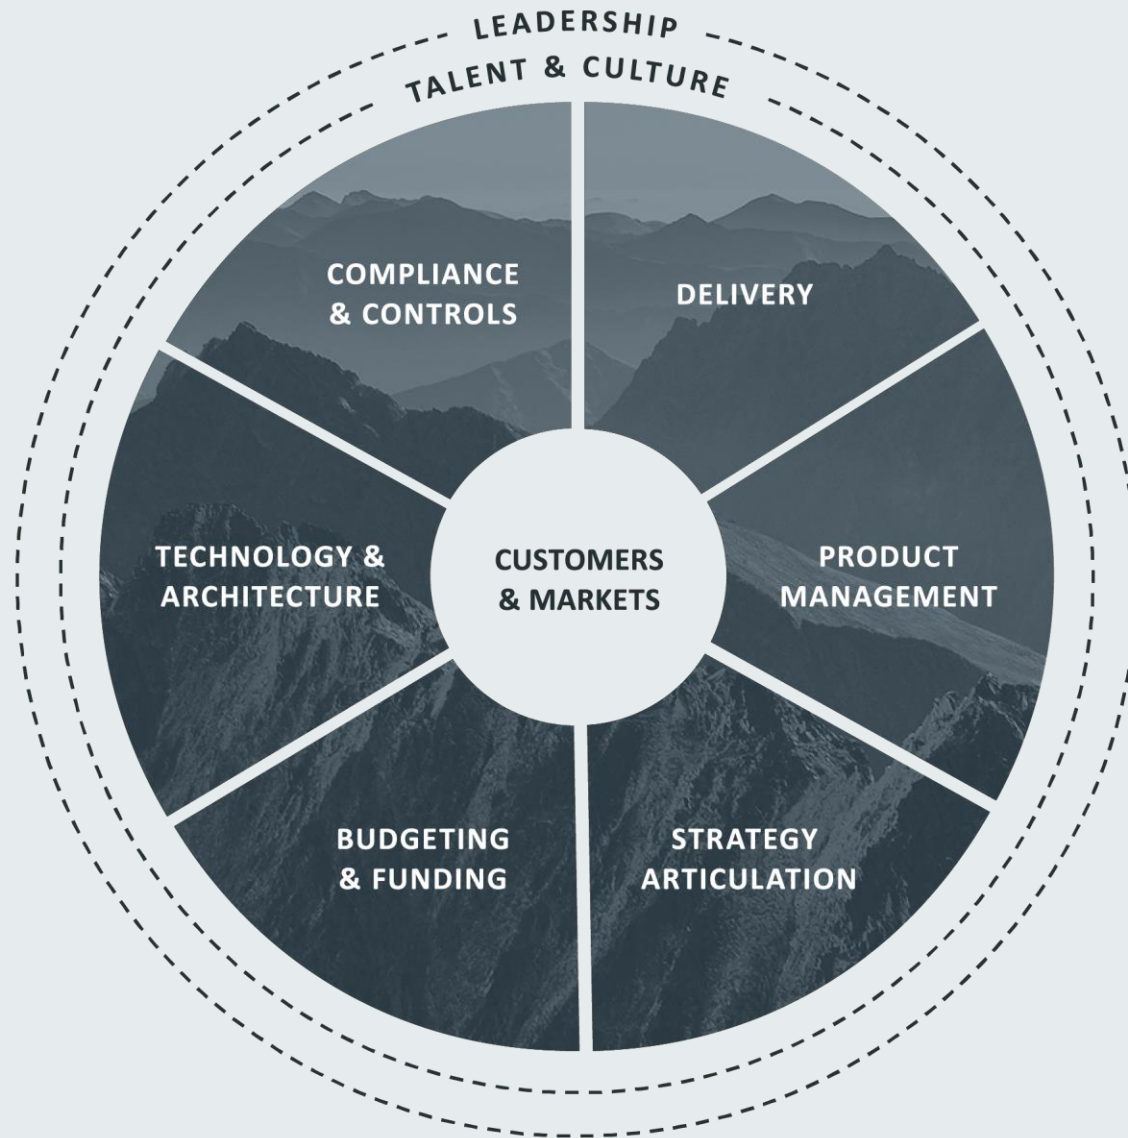 LEADERSHIP
TALENT & CULTURE
COMPLIANCE
& CONTROLS
DELIVERY
TECHNOLOGY &
ARCHITECTURE
CUSTOMERS
& MARKETS
PRODUCT
MANAGEMENT
BUDGETING
& FUNDING
STRATEGY
ARTICULATION